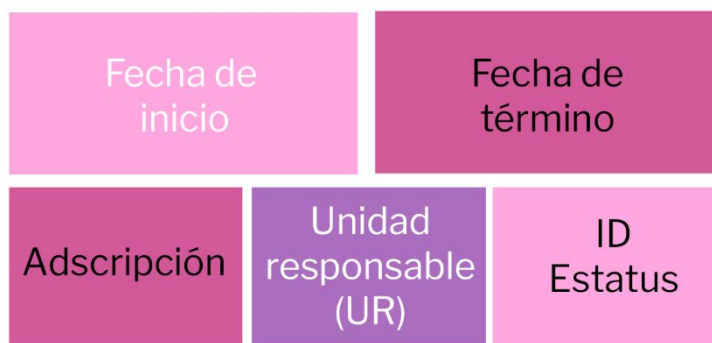 Fecha de
inicio
Fecha de
término
Adscripción
Unidad
responsable
(UR)
ID
Estatus